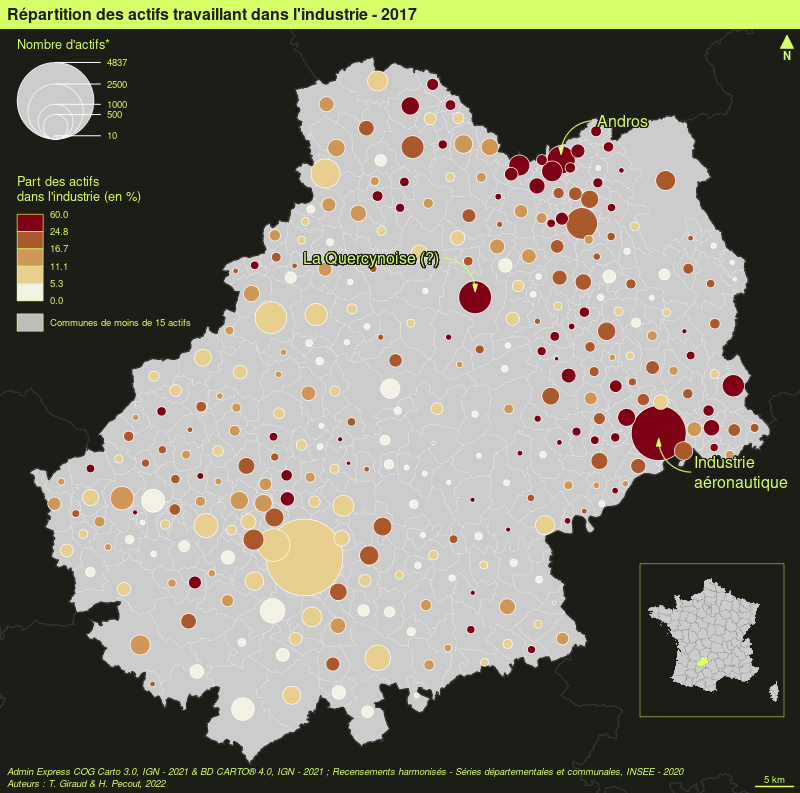 Répartition des actifs travaillant dans l'industrie - 2017
Nombre d'actifs*
4837
2500
1000
500
10
N
Andros
Part des actifs
dans l'industrie (en %)
60.0
24.8
16.7
11.1
5.3
0.0
La Quercynoise (?)
Communes de moins de 15 actifs
Industrie
aéronautique
Admin Express COG Carto 3.0, IGN - 2021 & BD CARTO® 4.0, IGN - 2021 ; Recensements harmonisés - Séries départementales et communales, INSEE - 2020
Auteurs : T. Giraud & H. Pecout, 2022
5 km